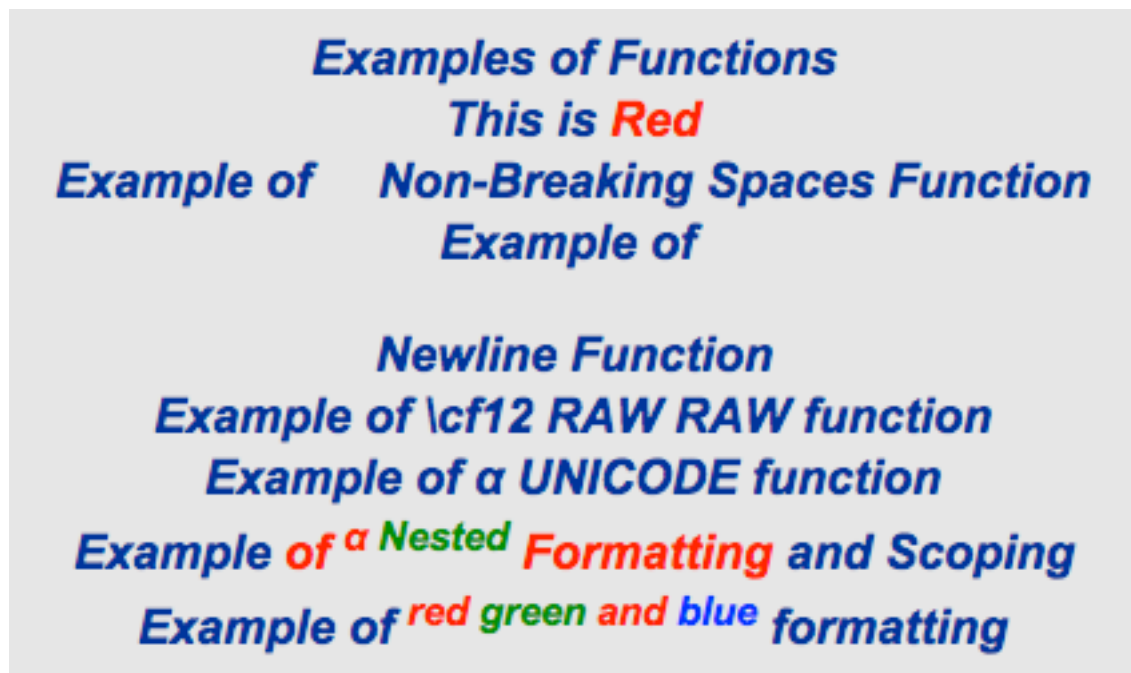 Examples of Functions
This is Red
Example of    Non-Breaking Spaces Function
Example of
Newline Function
Example of \cf12 RAW RAW function
Example of α UNICODE function
Example of α Nested Formatting and Scoping
Example of red green and blue formatting